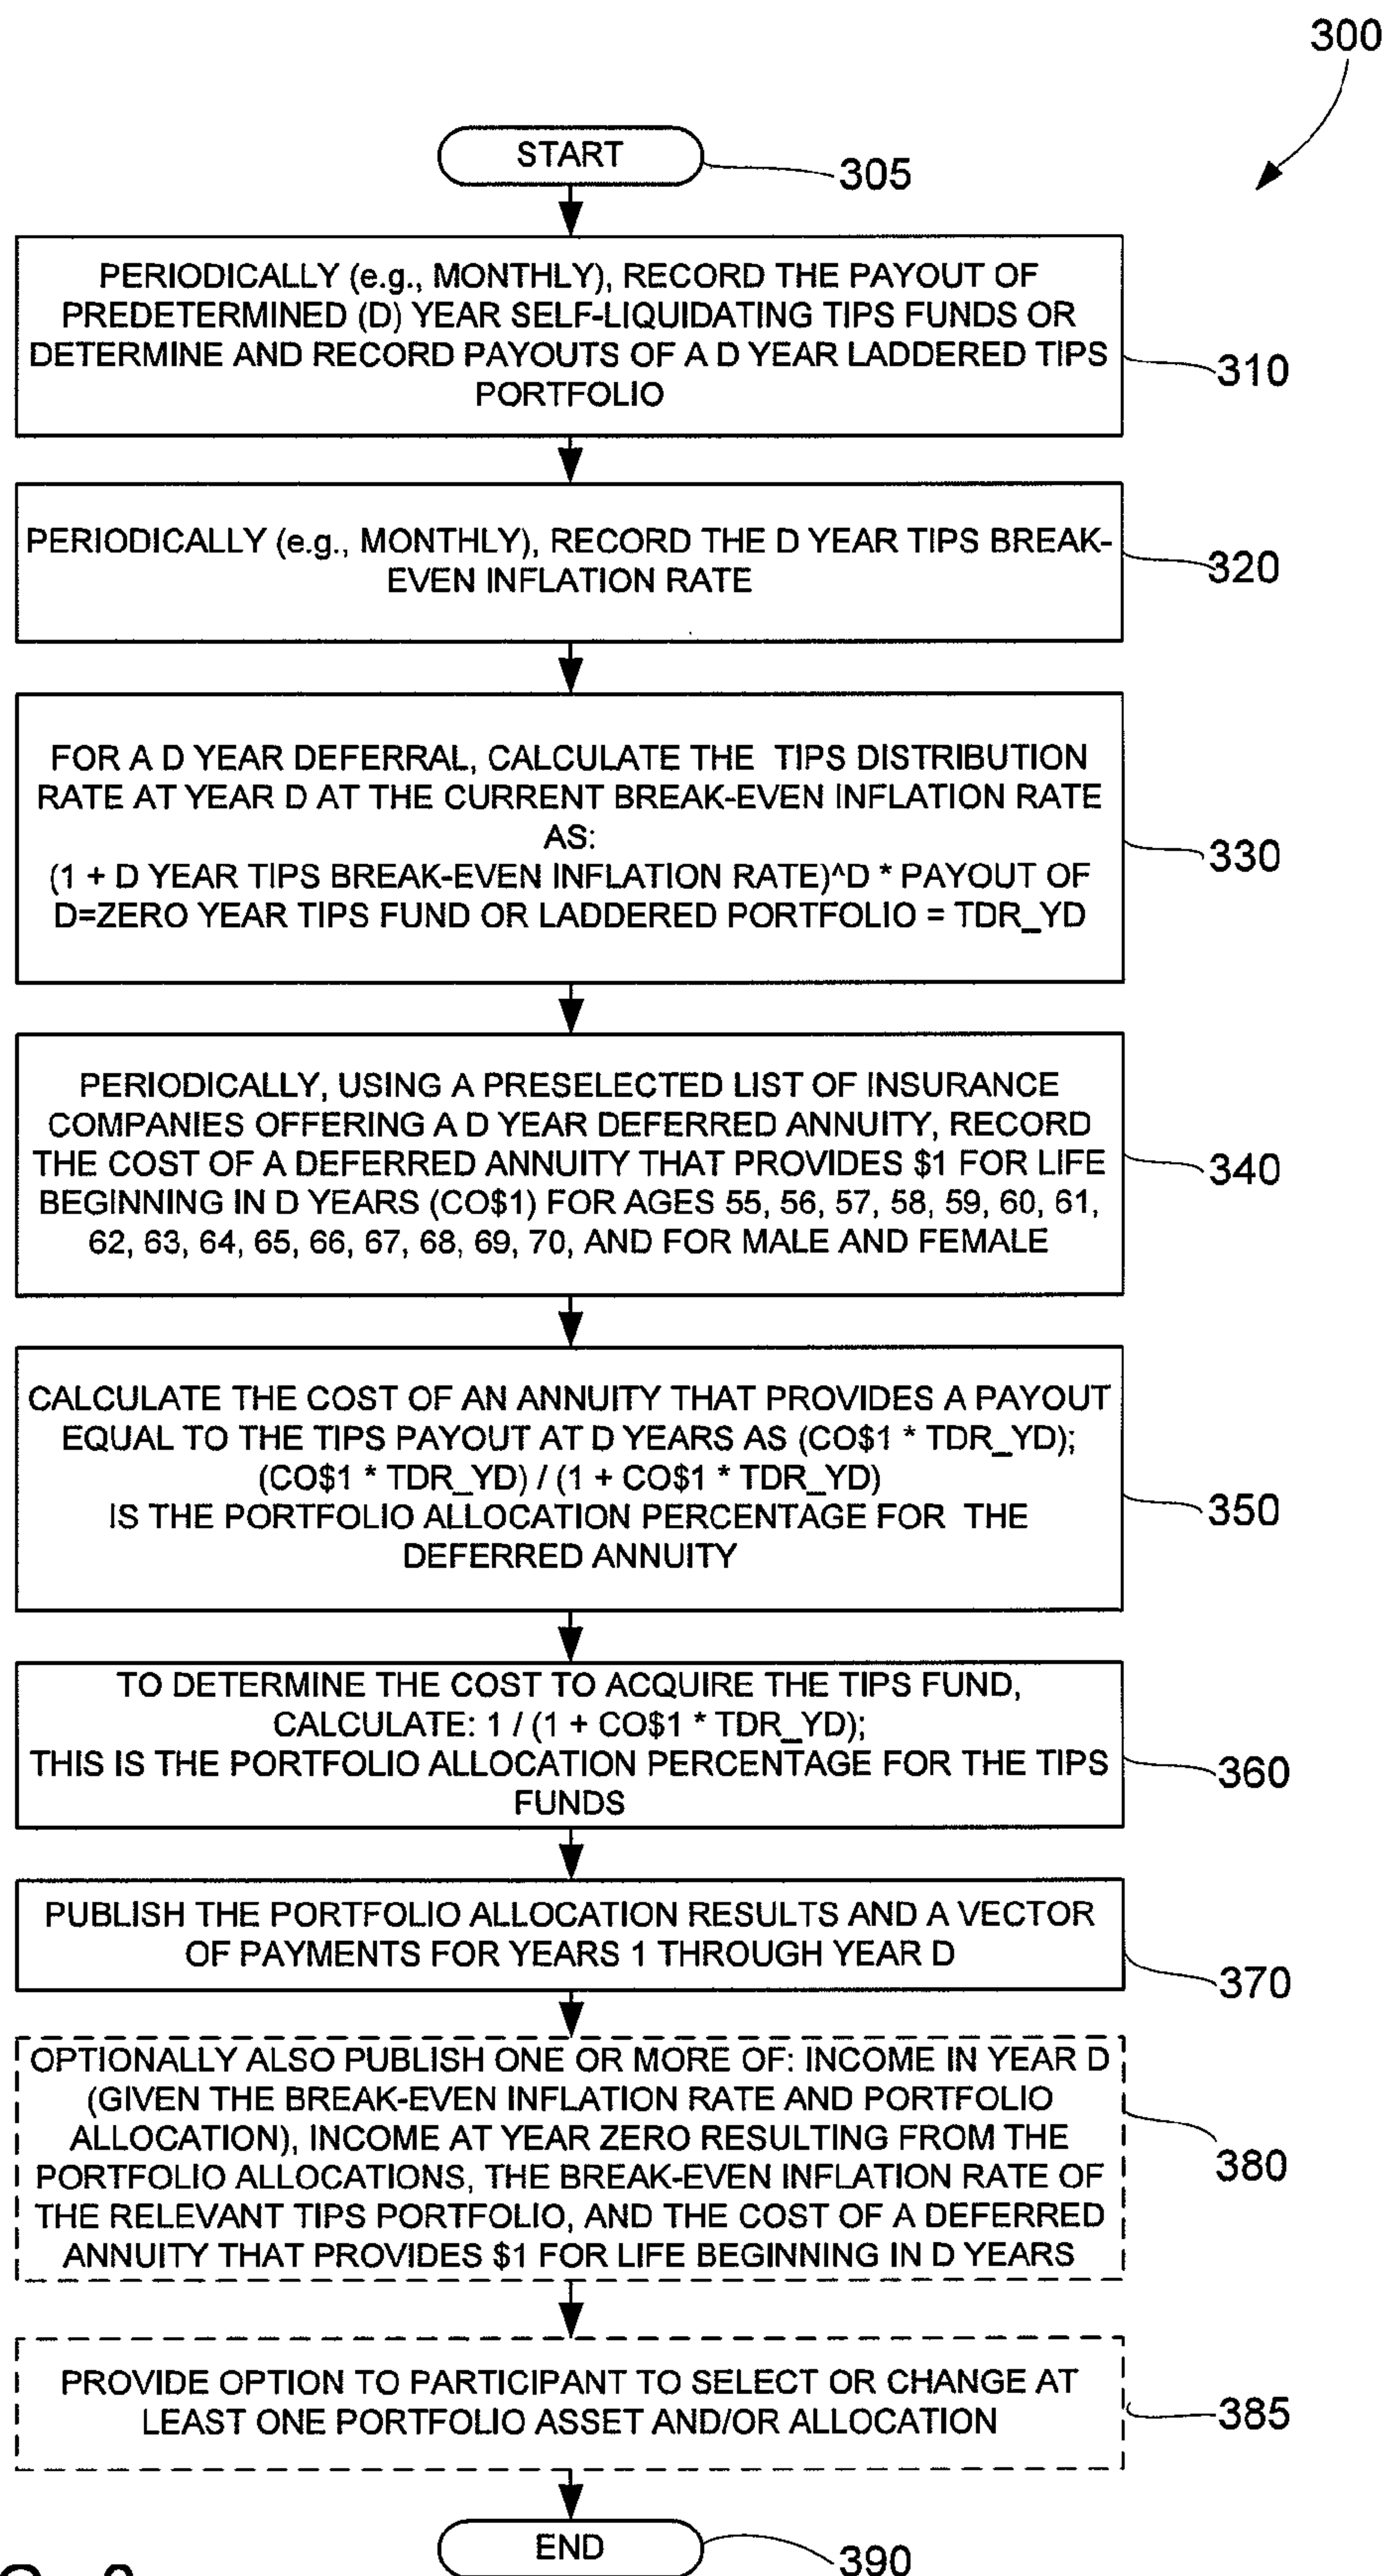 300
START
305
PERIODICALLY (e.g., MONTHLY), RECORD THE PAYOUT OF
PREDETERMINED (D) YEAR SELF-LIQUIDATING TIPS FUNDS OR
DETERMINE AND RECORD PAYOUTS OF A D YEAR LADDERED TIPS
PORTFOLIO
310
PERIODICALLY (e.g., MONTHLY), RECORD THE D YEAR TIPS BREAK-
EVEN INFLATION RATE
320
FOR A D YEAR DEFERRAL, CALCULATE THE TIPS DISTRIBUTION
RATE AT YEAR D AT THE CURRENT BREAK-EVEN INFLATION RATE
AS:
(1 + D YEAR TIPS BREAK-EVEN INFLATION RATE)^D * PAYOUT OF
D=ZERO YEAR TIPS FUND OR LADDERED PORTFOLIO = TDR_YD
330
PERIODICALLY, USING A PRESELECTED LIST OF INSURANCE
COMPANIES OFFERING A D YEAR DEFERRED ANNUITY, RECORD
THE COST OF A DEFERRED ANNUITY THAT PROVIDES $1 FOR LIFE
BEGINNING IN D YEARS (CO$1) FOR AGES 55, 56, 57, 58, 59, 60, 61,
62, 63, 64, 65, 66, 67, 68, 69, 70, AND FOR MALE AND FEMALE
340
CALCULATE THE COST OF AN ANNUITY THAT PROVIDES A PAYOUT
EQUAL TO THE TIPS PAYOUT AT D YEARS AS (CO$1 * TDR_YD);
(CO$1 * TDR_YD) / (1 + CO$1 * TDR_YD)
IS THE PORTFOLIO ALLOCATION PERCENTAGE FOR THE
DEFERRED ANNUITY
350
TO DETERMINE THE COST TO ACQUIRE THE TIPS FUND,
CALCULATE: 1 / (1 + CO$1 * TDR_YD);
THIS IS THE PORTFOLIO ALLOCATION PERCENTAGE FOR THE TIPS
FUNDS
360
PUBLISH THE PORTFOLIO ALLOCATION RESULTS AND A VECTOR
OF PAYMENTS FOR YEARS 1 THROUGH YEAR D
370
OPTIONALLY ALSO PUBLISH ONE OR MORE OF: INCOME IN YEAR D
(GIVEN THE BREAK-EVEN INFLATION RATE AND PORTFOLIO
ALLOCATION), INCOME AT YEAR ZERO RESULTING FROM THE
PORTFOLIO ALLOCATIONS, THE BREAK-EVEN INFLATION RATE OF
THE RELEVANT TIPS PORTFOLIO, AND THE COST OF A DEFERRED
ANNUITY THAT PROVIDES $1 FOR LIFE BEGINNING IN D YEARS
380
PROVIDE OPTION TO PARTICIPANT TO SELECT OR CHANGE AT
LEAST ONE PORTFOLIO ASSET AND/OR ALLOCATION
385
END
390